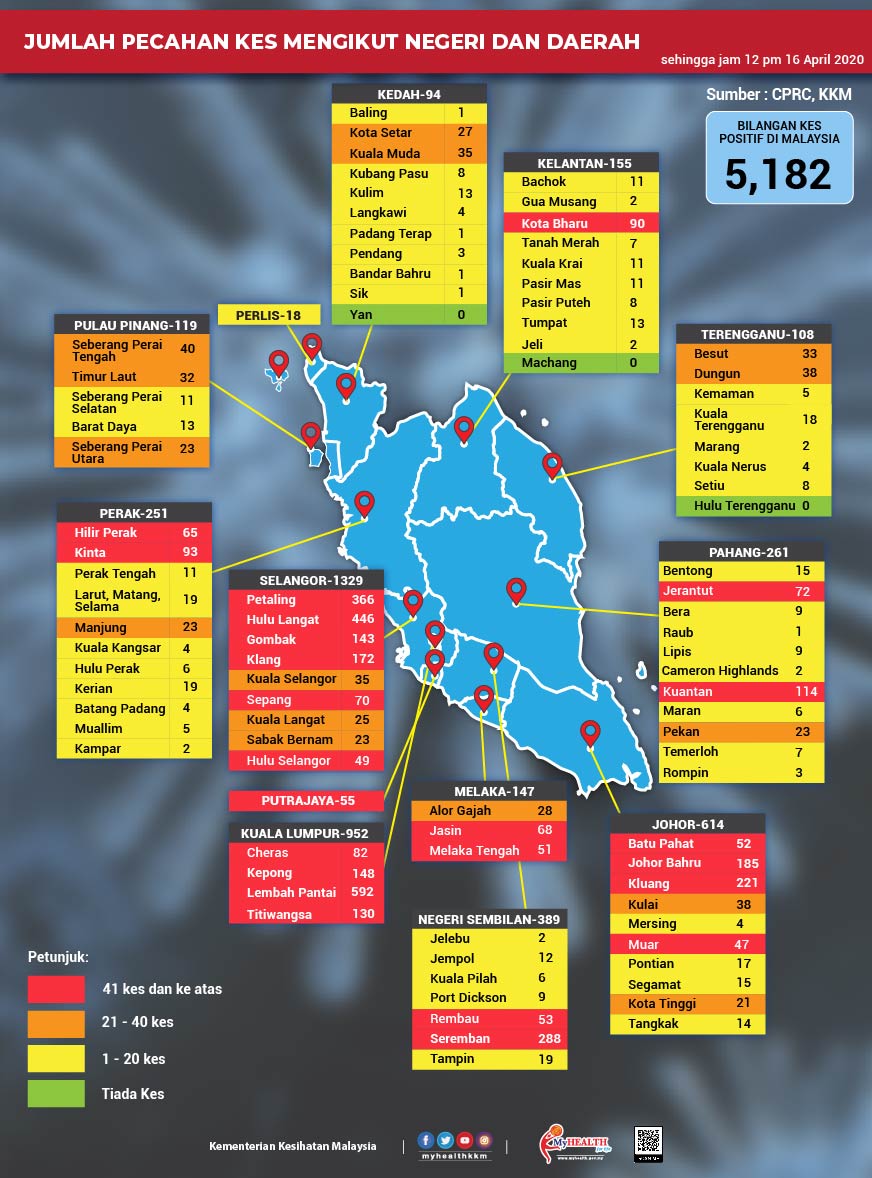 JUMLAH PECAHAN KES MENGIKUT NEGERI DAN DAERAH
sehingga jam 12 pm 16 April 2020
Sumber : CPRC, KKM
BILANGAN KES
POSITIF DI MALAYSIA
5,182
KEDAH-94
Baling 1
Kota Setar 27
Kuala Muda 35
Kubang Pasu 8
Kulim 13
Langkawi 4
Padang Terap 1
Pendang 3
Bandar Bahru 1
Sik 1
Yan 0
KELANTAN-155
Bachok 11
Gua Musang 2
Kota Bharu 90
Tanah Merah 7
Kuala Krai 11
Pasir Mas 11
Pasir Puteh 8
Tumpat 13
Jeli 2
Machang 0
PERLIS-18
PULAU PINANG-119
Seberang Perai
Tengah 40
Timur Laut 32
Seberang Perai
Selatan 11
Barat Daya 13
Seberang Perai
Utara 23
TERENGGANU-108
Besut 33
Dungun 38
Kemaman 5
Kuala
Terengganu 18
Marang 2
Kuala Nerus 4
Setiu 8
Hulu Terengganu 0
PERAK-251
Hilir Perak 65
Kinta 93
Perak Tengah 11
Larut, Matang,
Selama 19
Manjung 23
Kuala Kangsar 4
Hulu Perak 6
Kerian 19
Batang Padang 4
Muallim 5
Kampar 2
SELANGOR-1329
Petaling 366
Hulu Langat 446
Gombak 143
Klang 172
Kuala Selangor 35
Sepang 70
Kuala Langat 25
Sabak Bernam 23
Hulu Selangor 49
PAHANG-261
Bentong 15
Jerantut 72
Bera 9
Raub 1
Lipis 9
Cameron Highlands 2
Kuantan 114
Maran 6
Pekan 23
Temerloh 7
Rompin 3
PUTRAJAYA-55
KUALA LUMPUR-952
Cheras 82
Kepong 148
Lembah Pantai 592
Titiwangsa 130
MELAKA-147
Alor Gajah 28
Jasin 68
Melaka Tengah 51
JOHOR-614
Batu Pahat 52
Johor Bahru 185
Kluang 221
Kulai 38
Mersing 4
Muar 47
Pontian 17
Segamat 15
Kota Tinggi 21
Tangkak 14
NEGERI SEMBILAN-389
Jelebu 2
Jempol 12
Kuala Pilah 6
Port Dickson 9
Rembau 53
Seremban 288
Tampin 19
Petunjuk:
41 kes dan ke atas
21 - 40 kes
1 - 20 kes
Tiada Kes
Kementerian Kesihatan Malaysia
myhealthkkm
MyHEALTH
www.myhealth.gov.my